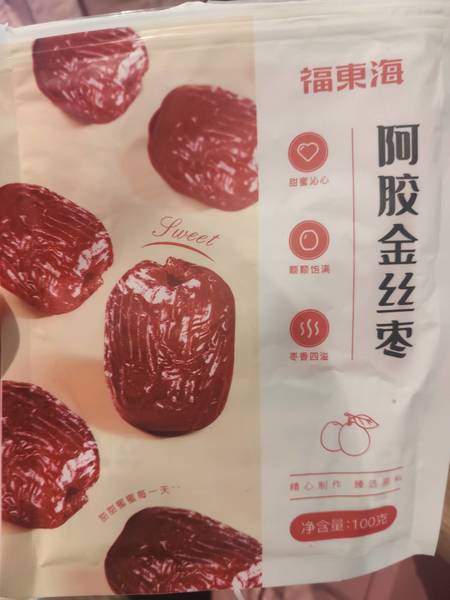 福東海
阿胶金丝枣
甜蜜沁心
颗颗饱满
枣香四溢
Sweet
甜甜蜜蜜每一天
精心制作 臻选原料
净含量:100克